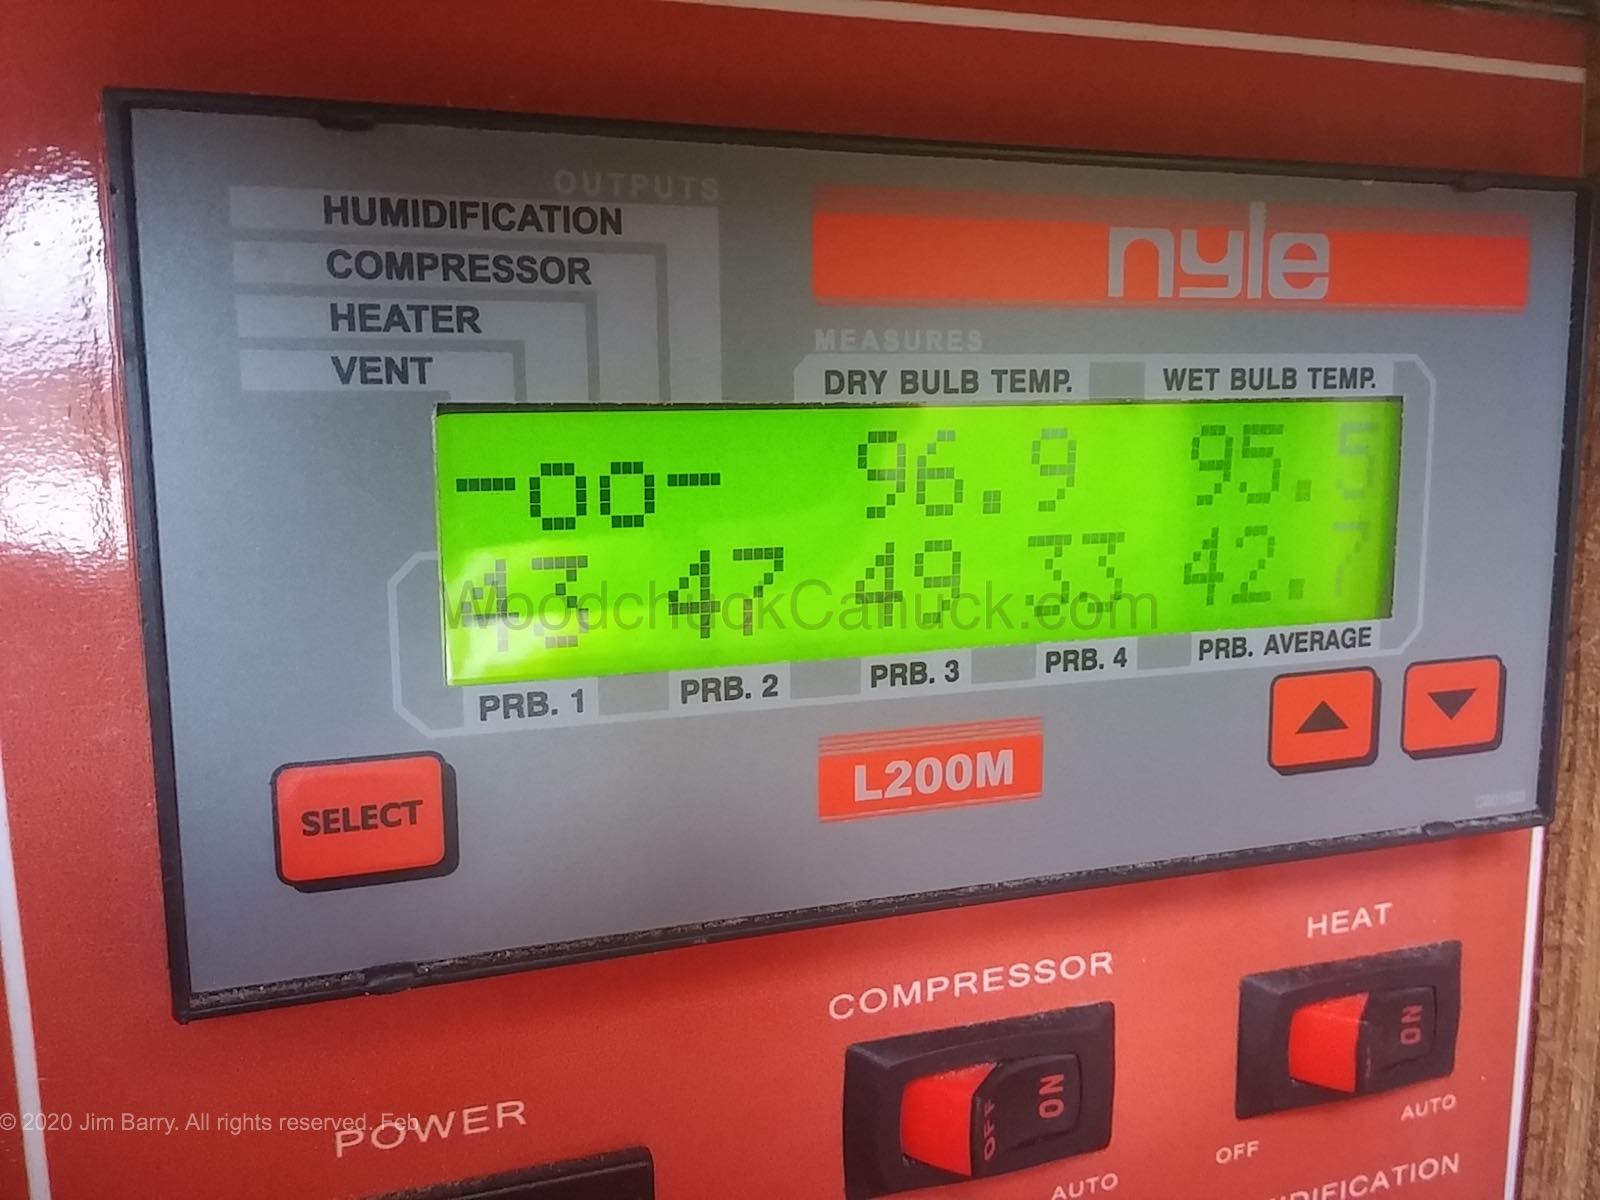 OUTPUTS
HUMIDIFICATION
COMPRESSOR
HEATER
VENT
nyle
MEASURES
DRY BULB TEMP. WET BULB TEMP.
-OO- 96.9 95.5
43 47 49 33 42.
WoodchuckCanuck.com
PRB. 1 PRB. 2 PRB. 3 PRB. 4 PRB. AVERAGE
L200M
SELECT
HEAT
ON
OFF AUTO
COMPRESSOR
OFF ON
AUTO
POWER
© 2020 Jim Barry. All rights reserved. Feb